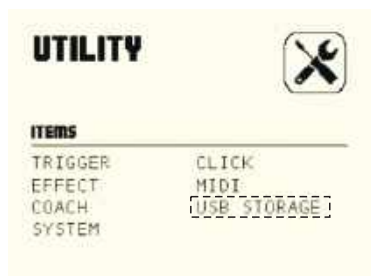 UTILITY
ITEMS
TRIGGER CLICK
EFFECT MIDI
COACH USB STORAGE
SYSTEM